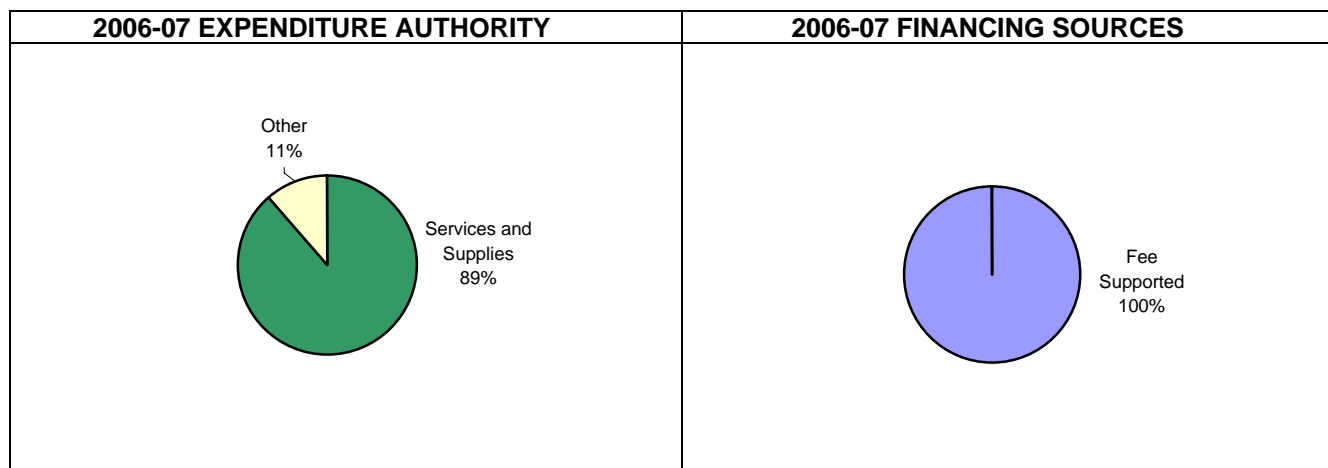 2006-07 EXPENDITURE AUTHORITY
2006-07 FINANCING SOURCES
Other
11%
Services and
Supplies
89%
Fee
Supported
100%